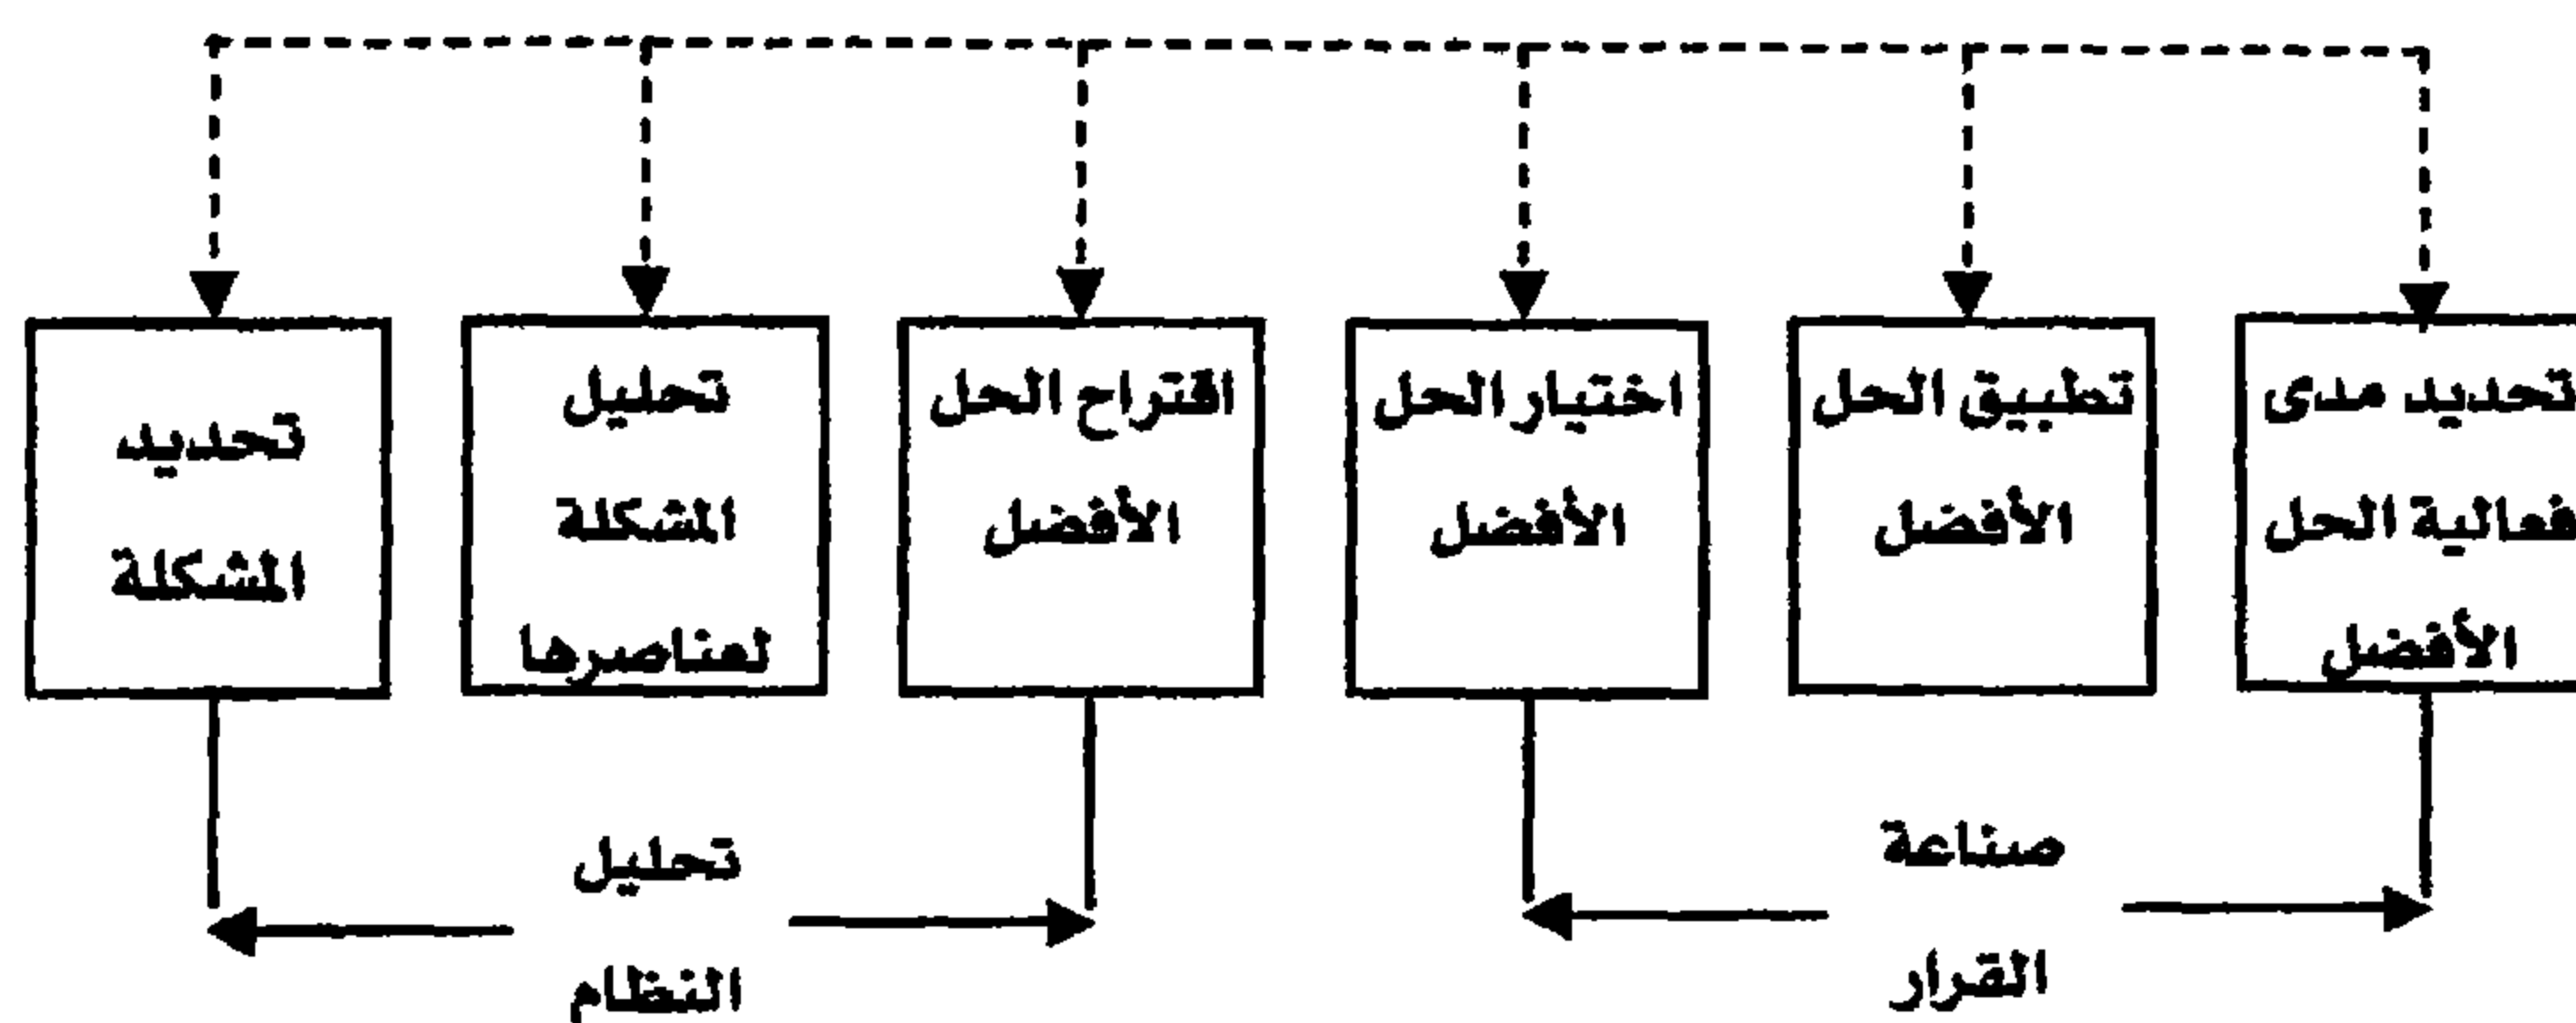 تحديد
المشكلة
تحليل
المشكلة
لعناصرها
اقتراح الحل
الأفضل
اختيار الحل
الأفضل
تطبيق الحل
الأفضل
تحديد مدى
فعالية الحل
الأفضل
تحليل
النظام
صناعة
القرار